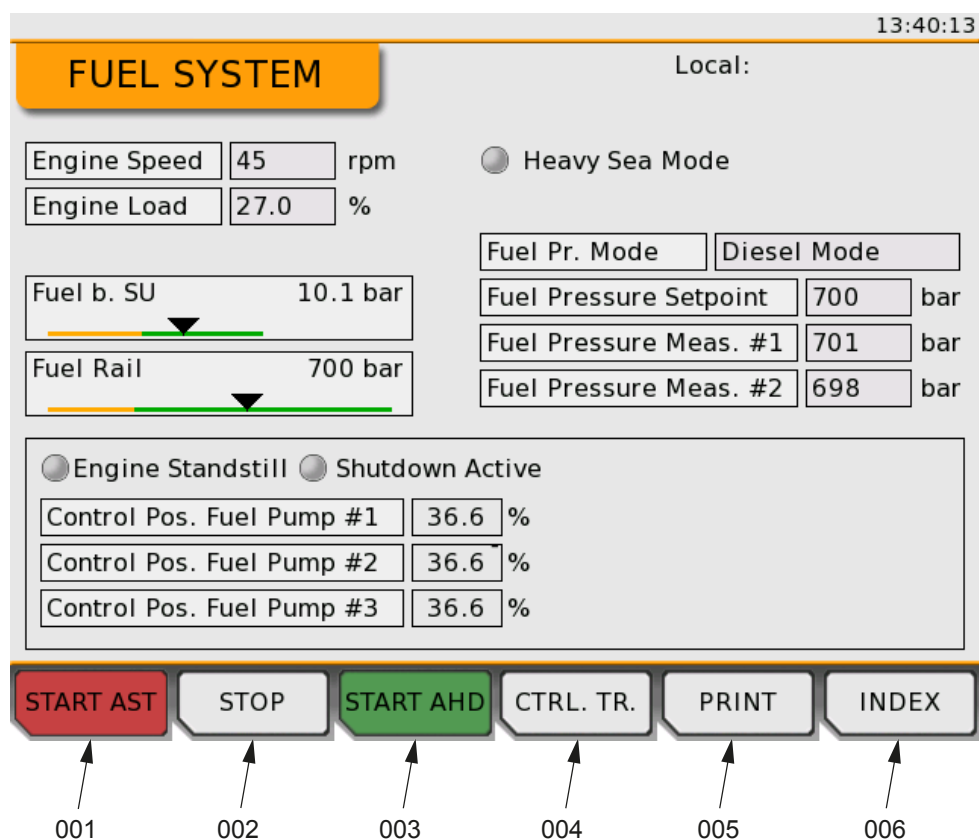 13:40:13
FUEL SYSTEM
Local:
Engine Speed 45 rpm
Heavy Sea Mode
Engine Load 27.0 %
Fuel Pr. Mode Diesel Mode
Fuel b. SU 10.1 bar
Fuel Pressure Setpoint 700 bar
Fuel Pressure Meas. #1 701 bar
Fuel Rail 700 bar
Fuel Pressure Meas. #2 698 bar
Engine Standstill Shutdown Active
Control Pos. Fuel Pump #1 36.6 %
Control Pos. Fuel Pump #2 36.6 %
Control Pos. Fuel Pump #3 36.6 %
START AST STOP START AHD CTRL. TR. PRINT INDEX
001 002 003 004 005 006